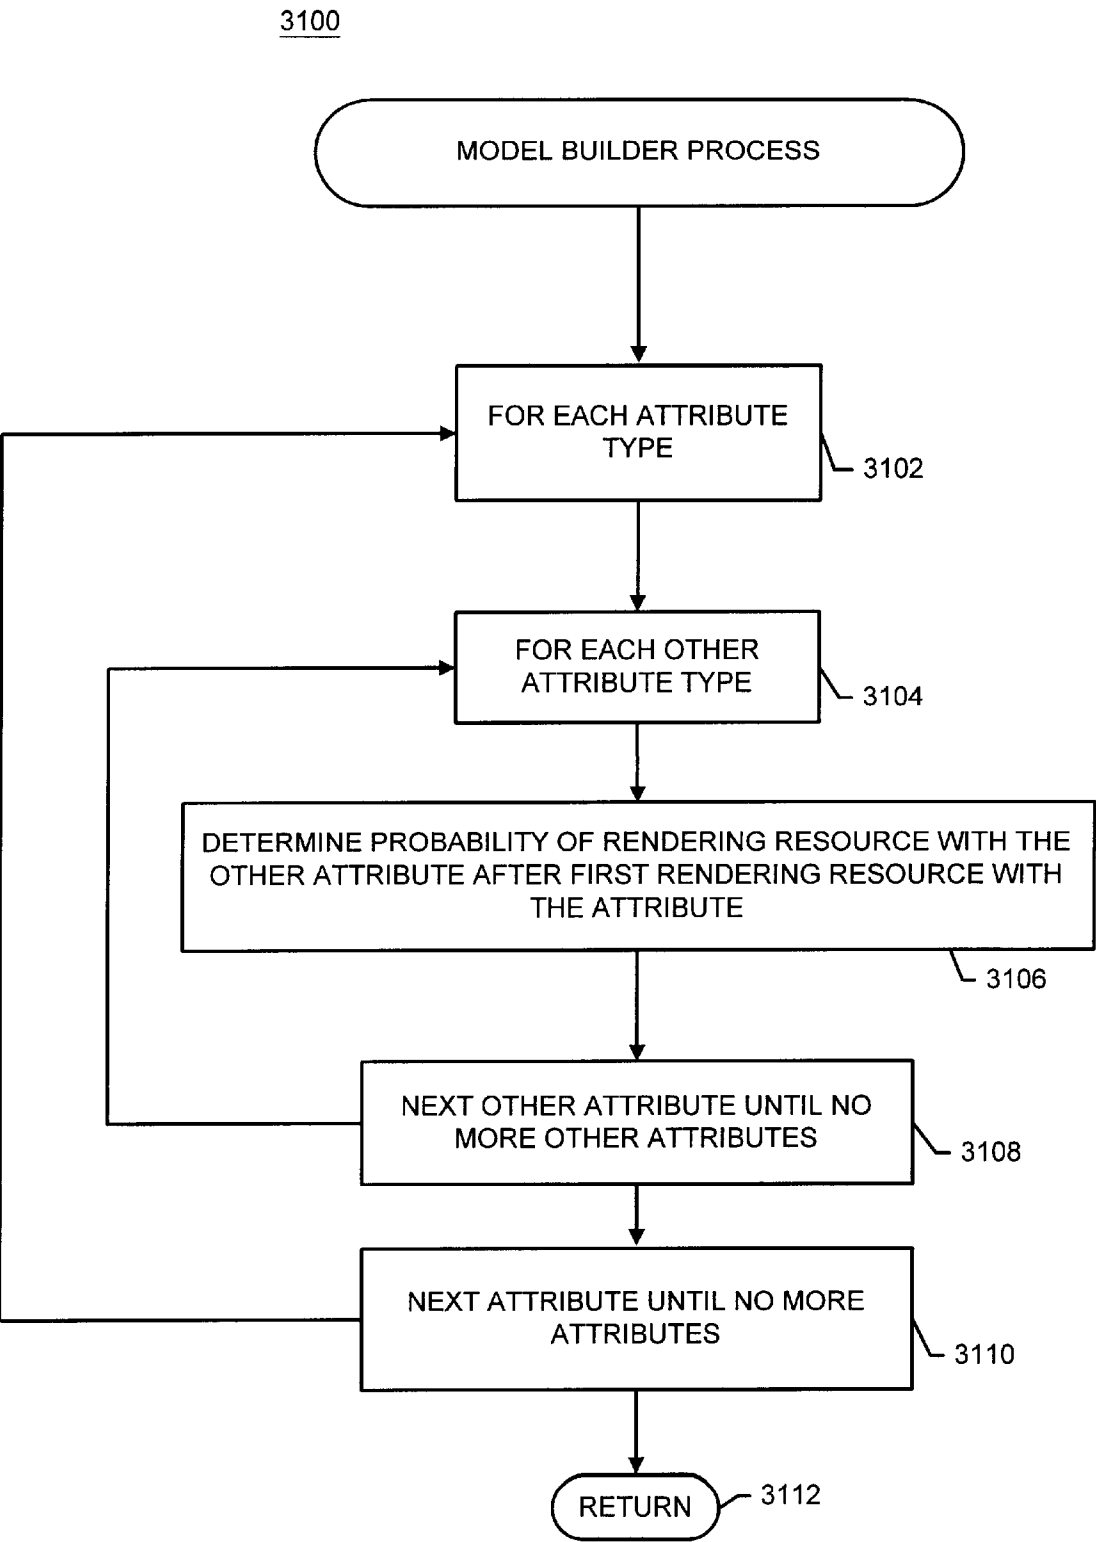 3100
MODEL BUILDER PROCESS
FOR EACH ATTRIBUTE
TYPE
3102
FOR EACH OTHER
ATTRIBUTE TYPE
3104
DETERMINE PROBABILITY OF RENDERING RESOURCE WITH THE
OTHER ATTRIBUTE AFTER FIRST RENDERING RESOURCE WITH
THE ATTRIBUTE
3106
NEXT OTHER ATTRIBUTE UNTIL NO
MORE OTHER ATTRIBUTES
3108
NEXT ATTRIBUTE UNTIL NO MORE
ATTRIBUTES
3110
RETURN
3112